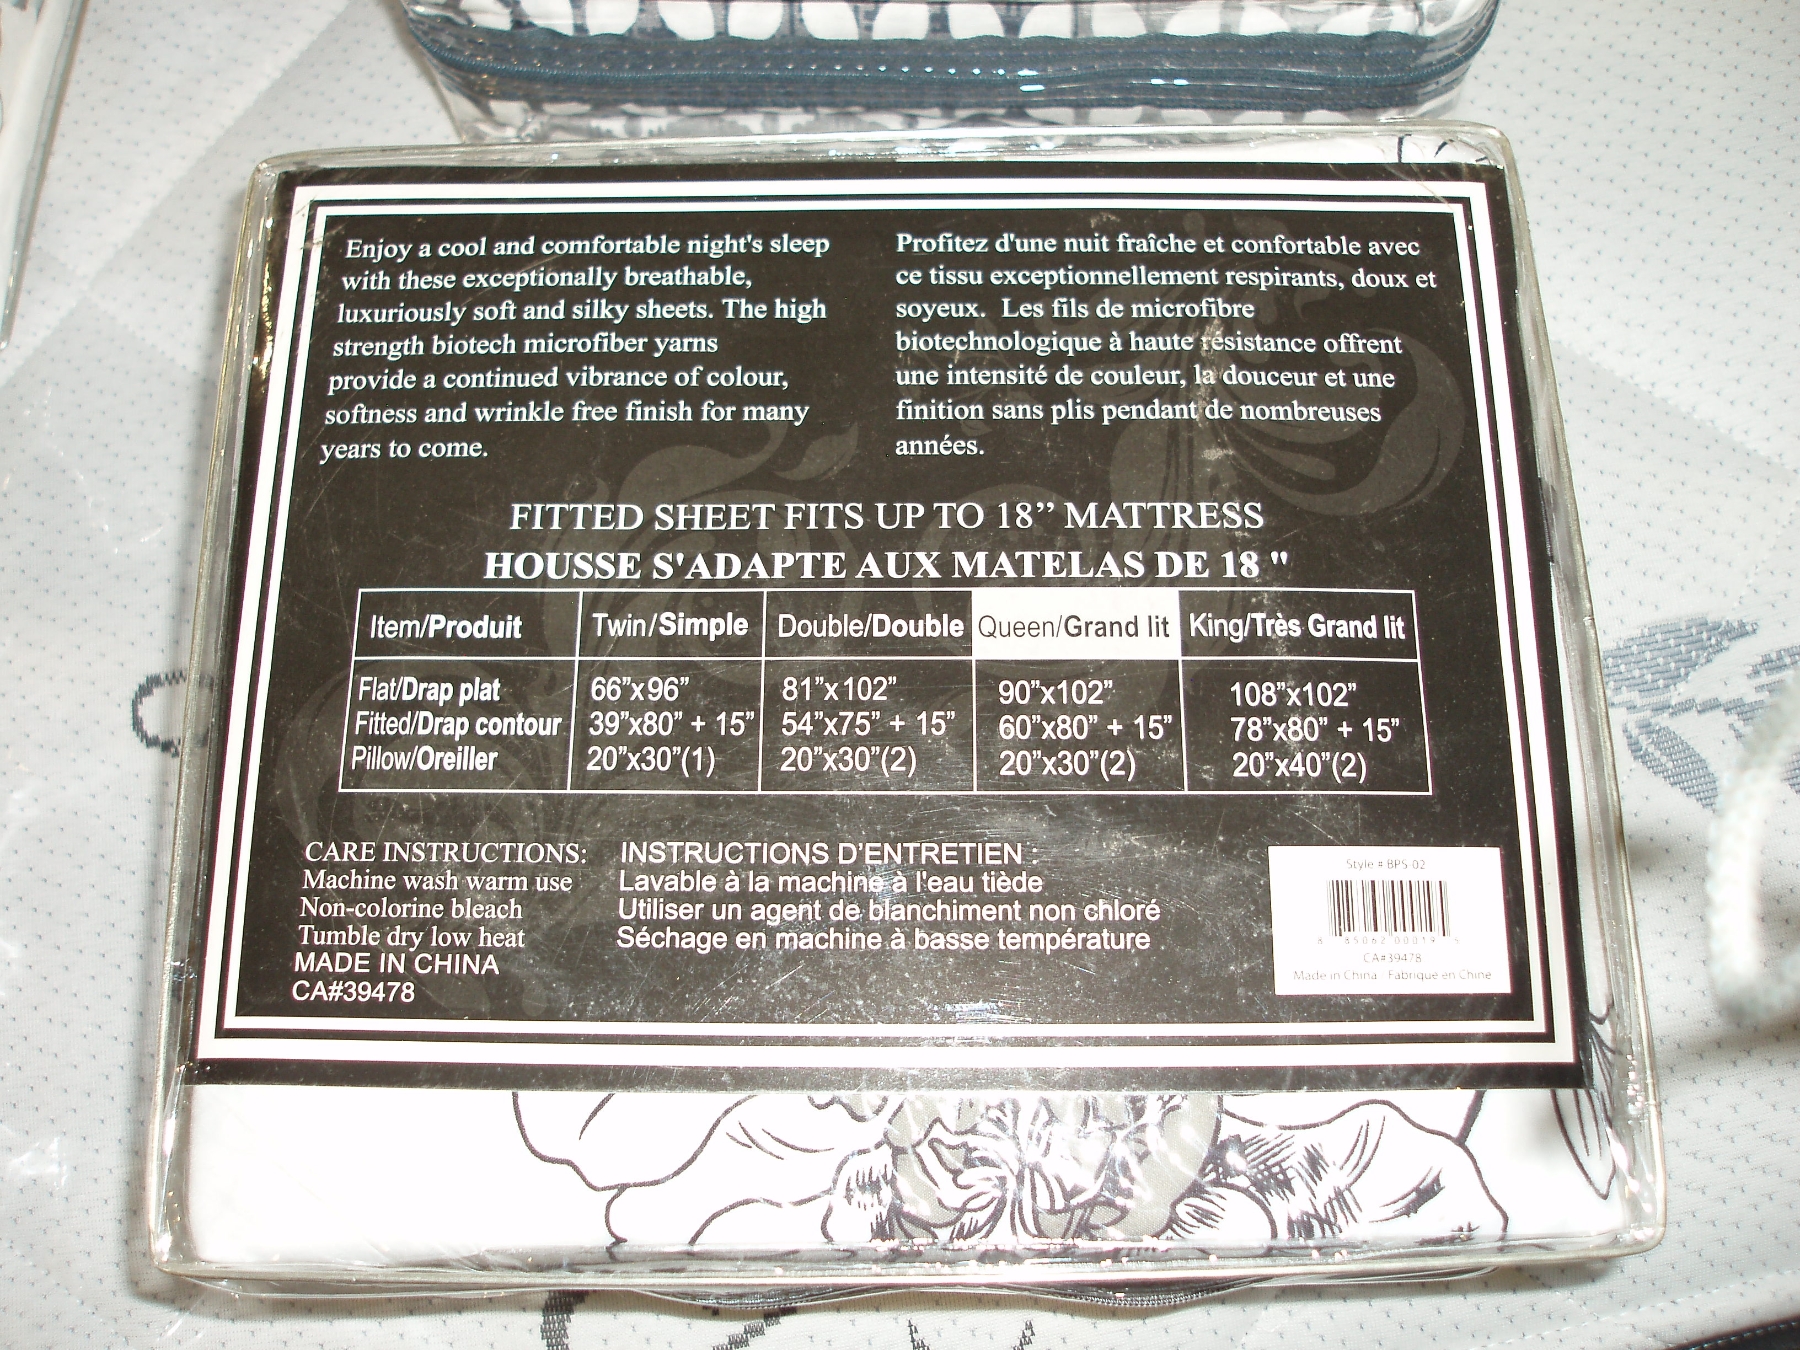 Enjoy a cool and comfortable night's sleep
with these exceptionally breathable,
luxuriously soft and silky sheets. The high
strength biotech microfiber yarns
provide a continued vibrance of colour,
softness and wrinkle free finish for many
years to come.
Profitez d'une nuit fraîche et confortable avec
ce tissu exceptionnellement respirants, doux et
soyeux. Les fils de microfibre
biotechnologique à haute résistance offrent
une intensité de couleur, la douceur et une
finition sans plis pendant de nombreuses
années.
FITTED SHEET FITS UP TO 18” MATTRESS
HOUSSE S'ADAPTE AUX MATELAS DE 18 "
Item/Produit Twin/Simple Double/Double Queen/Grand lit King/Très Grand lit
Flat/Drap plat 66”x96” 81”x102” 90”x102” 108”x102”
Fitted/Drap contour 39”x80” + 15” 54”x75” + 15” 60”x80” + 15” 78”x80” + 15”
Pillow/Oreiller 20”x30”(1) 20”x30”(2) 20”x30”(2) 20”x40”(2)
CARE INSTRUCTIONS:
Machine wash warm use
Non-colorine bleach
Tumble dry low heat
MADE IN CHINA
CA#39478
INSTRUCTIONS D’ENTRETIEN :
Lavable à la machine à l'eau tiède
Utiliser un agent de blanchiment non chloré
Séchage en machine à basse température
Style # BPS-02
8 85062 00019 5
CA#39478
Made in China Fabriqué en Chine